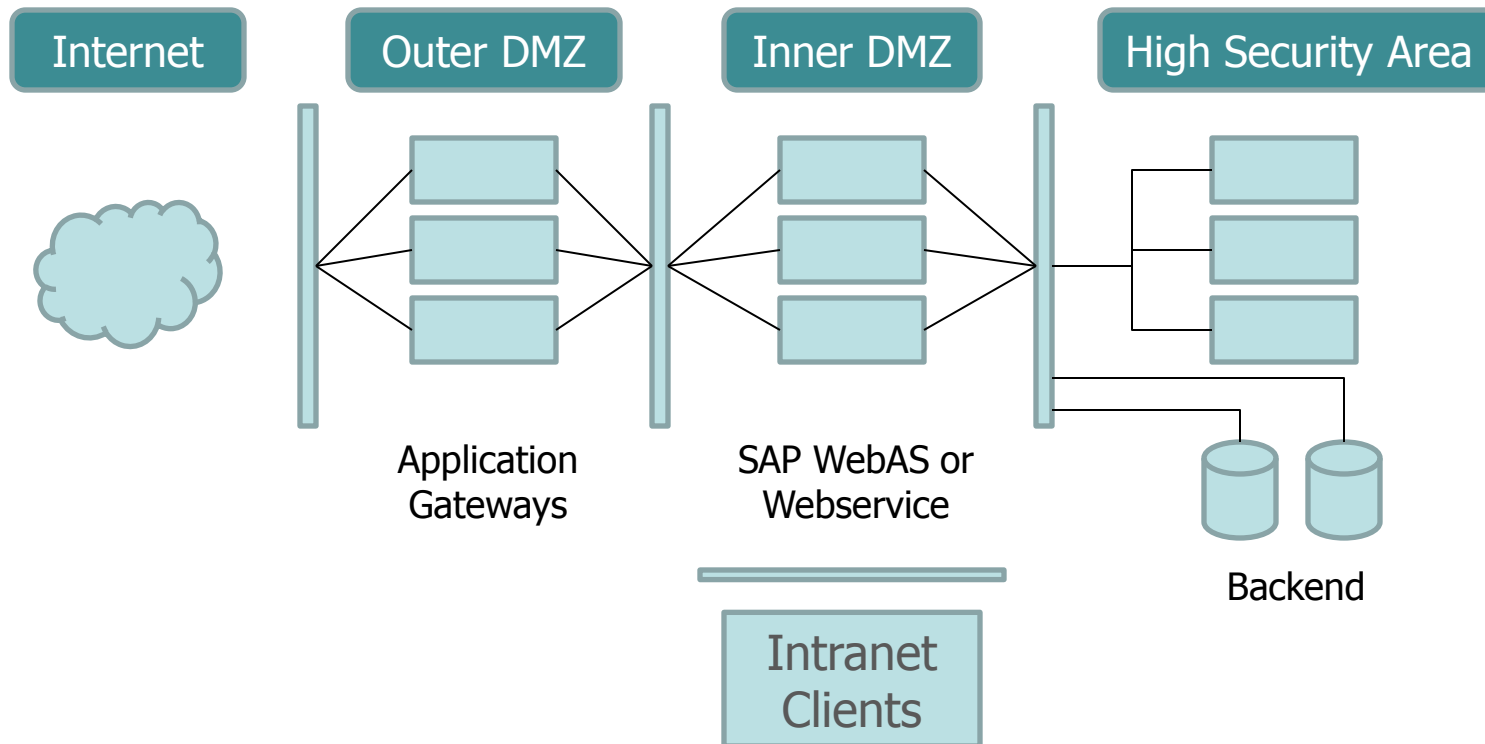 Internet
Outer DMZ
Inner DMZ
High Security Area
Application
Gateways
SAP WebAS or
Webservice
Backend
Intranet
Clients